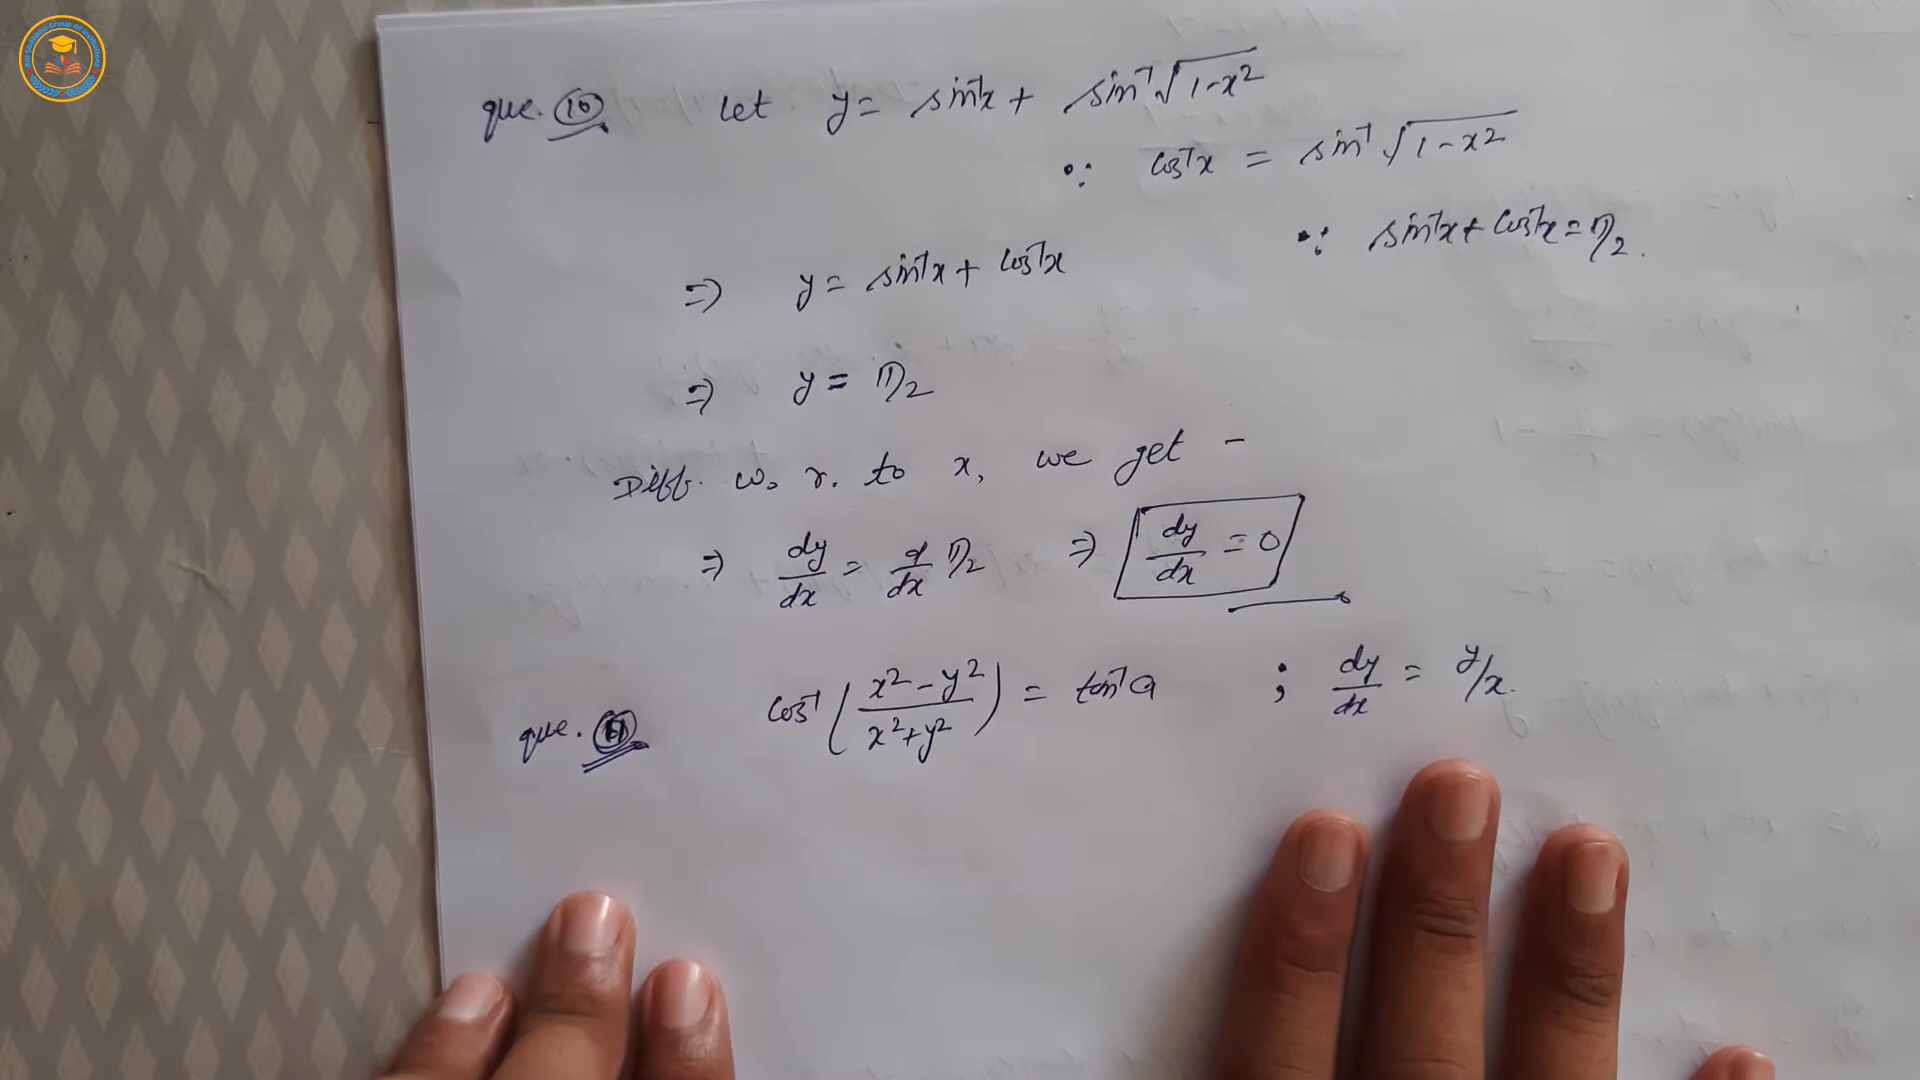 que. (10) Let y = sin⁻¹x + sin⁻¹√(1-x²)
∵ cos⁻¹x = sin⁻¹√(1-x²)
∵ sin⁻¹x + cos⁻¹x = π/2.
⇒ y = sin⁻¹x + cos⁻¹x
⇒ y = π/2
Diff. w. r. to x, we get -
⇒ dy/dx = d/dx π/2 ⇒ dy/dx = 0
que. (11) cos⁻¹((x²-y²)/(x²+y²)) = tan⁻¹a ; dy/dx = y/x.